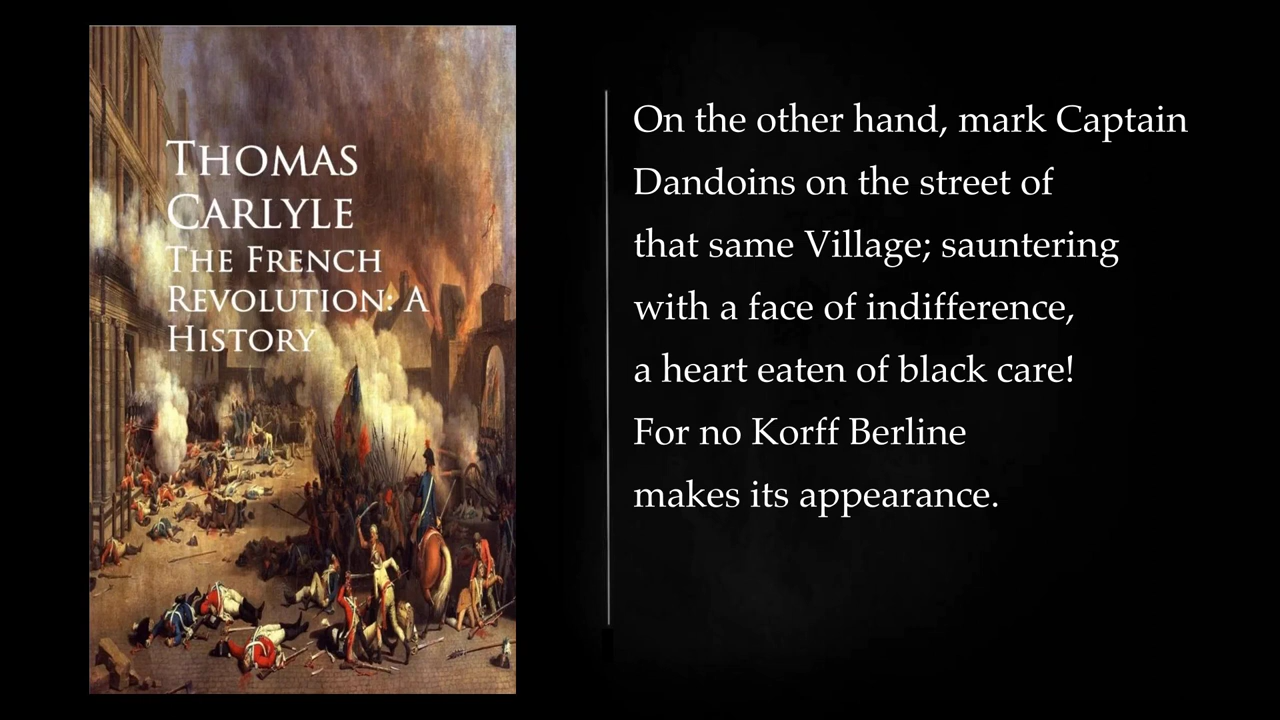 THOMAS
CARLYLE
THE FRENCH
REVOLUTION: A
HISTORY
On the other hand, mark Captain
Dandoins on the street of
that same Village; sauntering
with a face of indifference,
a heart eaten of black care!
For no Korff Berline
makes its appearance.